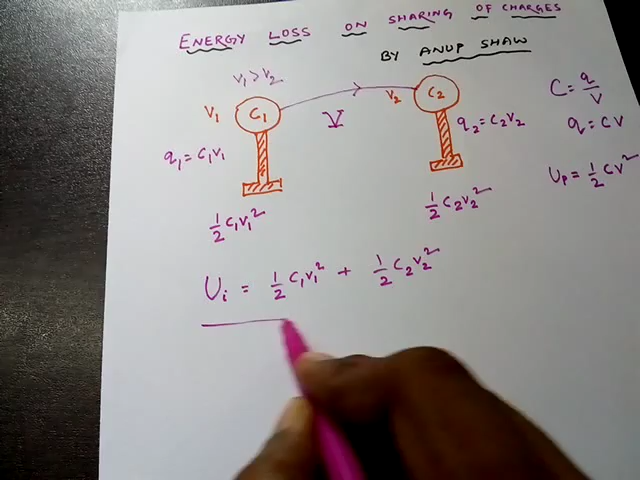 ENERGY LOSS ON SHARING OF CHARGES
BY ANUP SHAW
V₁ > V₂
V₁ C₁ V V₂ C₂
C = q/V
q₁ = C₁V₁
q₂ = C₂V₂
q = CV
Uₚ = 1/2 CV²
1/2 C₁V₁²
1/2 C₂V₂²
Uᵢ = 1/2 C₁V₁² + 1/2 C₂V₂²